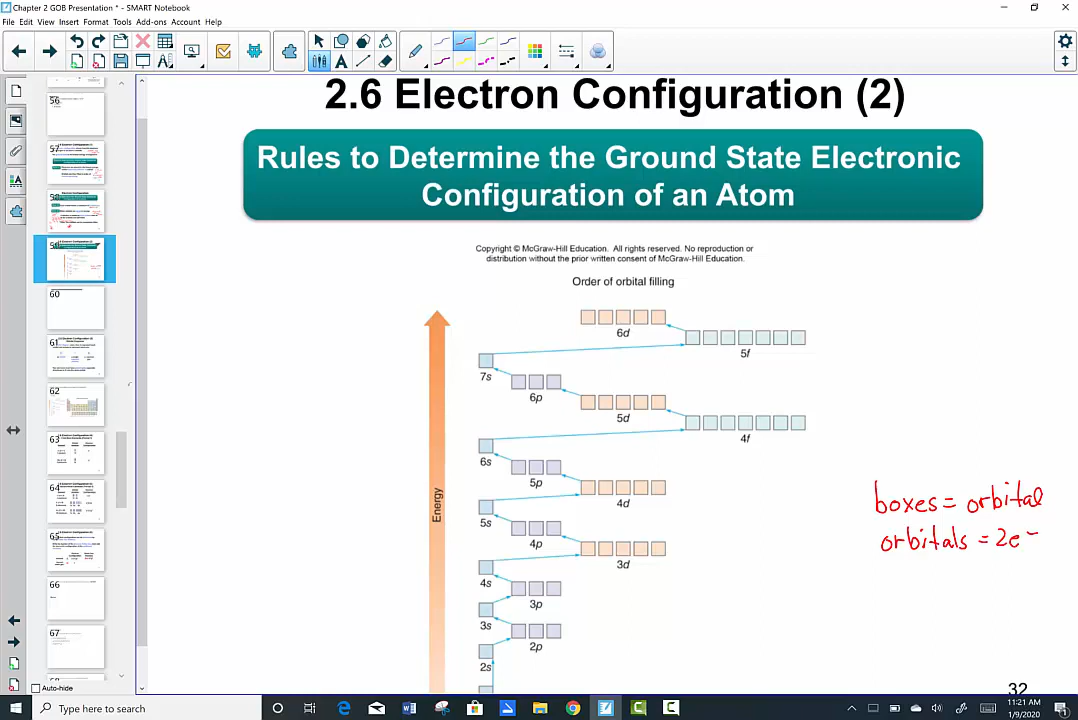 Chapter 2 GOB Presentation * - SMART Notebook
File Edit View Insert Format Tools Add-ons Account Help
2.6 Electron Configuration (2)
Rules to Determine the Ground State Electronic
Configuration of an Atom
Copyright © McGraw-Hill Education. All rights reserved. No reproduction or
distribution without the prior written consent of McGraw-Hill Education.
Order of orbital filling
6d
5f
7s
6p
5d
4f
6s
5p
4d
5s
4p
3d
4s
3p
3s
2p
2s
Energy
boxes = orbital
orbitals = 2e-
32
56
57
58
59
60
61
62
63
64
65
66
67
Auto-hide
Type here to search
11:21 AM
1/9/2020